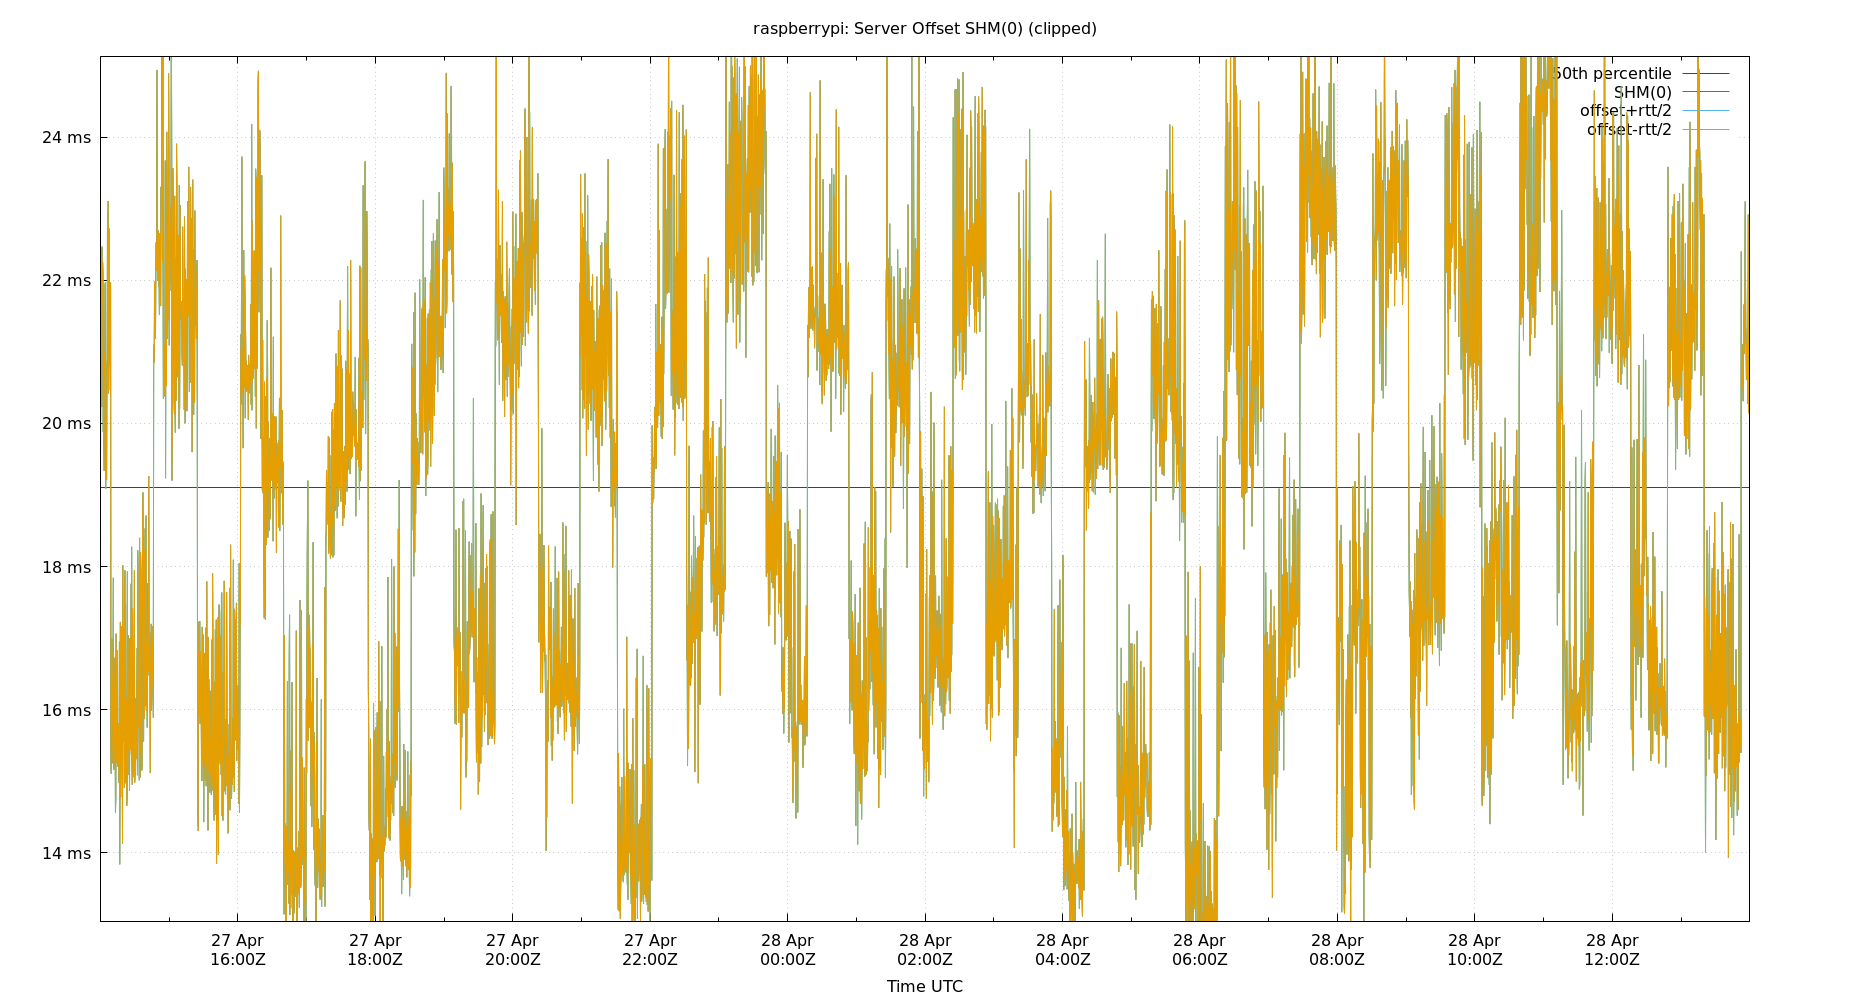 raspberrypi: Server Offset SHM(0) (clipped)
50th percentile
SHM(0)
offset+rtt/2
offset-rtt/2
24 ms
22 ms
20 ms
18 ms
16 ms
14 ms
27 Apr 27 Apr 27 Apr 27 Apr 28 Apr 28 Apr 28 Apr 28 Apr 28 Apr 28 Apr 28 Apr
16:00Z 18:00Z 20:00Z 22:00Z 00:00Z 02:00Z 04:00Z 06:00Z 08:00Z 10:00Z 12:00Z
Time UTC